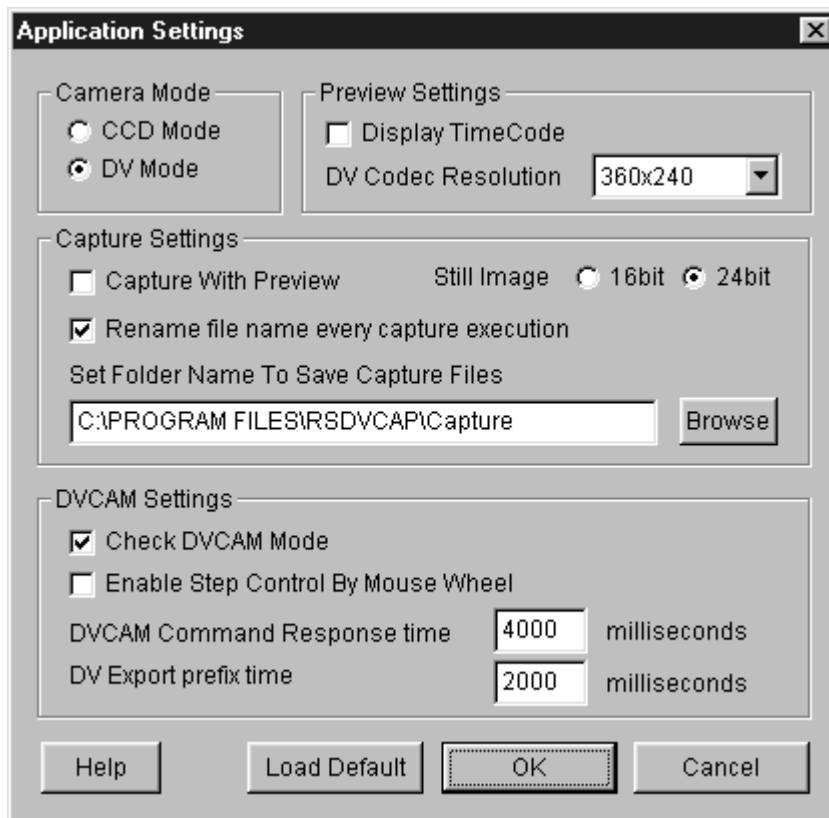 Application Settings
Camera Mode
CCD Mode
DV Mode
Preview Settings
Display TimeCode
DV Codec Resolution 360x240
Capture Settings
Capture With Preview Still Image 16bit 24bit
Rename file name every capture execution
Set Folder Name To Save Capture Files
C:\PROGRAM FILES\RSDVCAP\Capture Browse
DVCAM Settings
Check DVCAM Mode
Enable Step Control By Mouse Wheel
DVCAM Command Response time 4000 milliseconds
DV Export prefix time 2000 milliseconds
Help Load Default OK Cancel